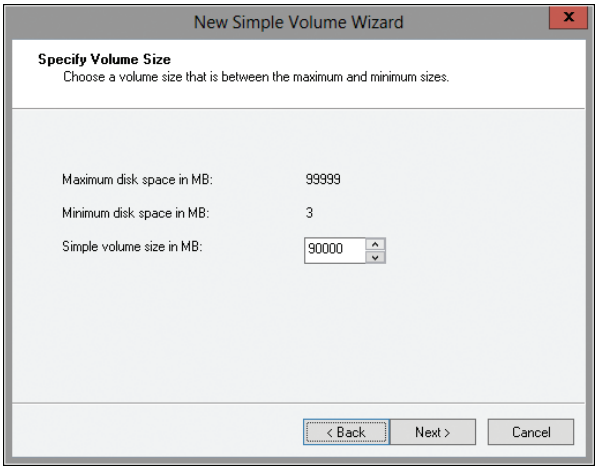 New Simple Volume Wizard
x
Specify Volume Size
Choose a volume size that is between the maximum and minimum sizes.
Maximum disk space in MB: 99999
Minimum disk space in MB: 3
Simple volume size in MB: 90000
< Back Next > Cancel